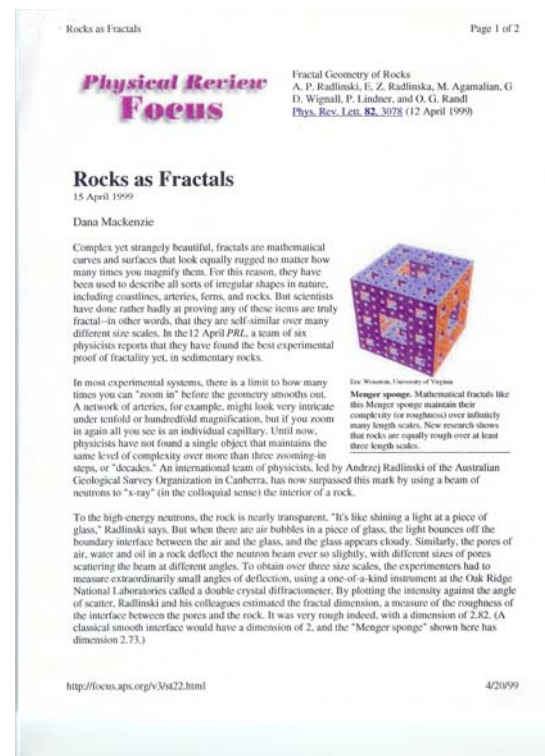 Rocks as Fractals
Page 1 of 2
Physical Review
Focus
Fractal Geometry of Rocks
A. P. Radlinski, E. Z. Radlinska, M. Agamalian, G
D. Wignall, P. Lindner, and O. G. Randl
Phys. Rev. Lett. 82, 3078 (12 April 1999)
Rocks as Fractals
15 April 1999
Dana Mackenzie
Complex yet strangely beautiful, fractals are mathematical
curves and surfaces that look equally rugged no matter how
many times you magnify them. For this reason, they have
been used to describe all sorts of irregular shapes in nature,
including coastlines, arteries, ferns, and rocks. But scientists
have done rather badly at proving any of these items are truly
fractal--in other words, that they are self-similar over many
different size scales. In the 12 April PRL, a team of six
physicists reports that they have found the best experimental
proof of fractality yet, in sedimentary rocks.
Eric Weisstein, University of Virginia
Menger sponge. Mathematical fractals like
this Menger sponge maintain their
complexity (or roughness) over infinitely
many length scales. New research shows
that rocks are equally rough over at least
three length scales.
In most experimental systems, there is a limit to how many
times you can "zoom in" before the geometry smooths out.
A network of arteries, for example, might look very intricate
under tenfold or hundredfold magnification, but if you zoom
in again all you see is an individual capillary. Until now,
physicists have not found a single object that maintains the
same level of complexity over more than three zooming-in
steps, or "decades." An international team of physicists, led by Andrzej Radlinski of the Australian
Geological Survey Organization in Canberra, has now surpassed this mark by using a beam of
neutrons to "x-ray" (in the colloquial sense) the interior of a rock.
To the high-energy neutrons, the rock is nearly transparent. "It's like shining a light at a piece of
glass," Radlinski says. But when there are air bubbles in a piece of glass, the light bounces off the
boundary interface between the air and the glass, and the glass appears cloudy. Similarly, the pores of
air, water and oil in a rock deflect the neutron beam ever so slightly, with different sizes of pores
scattering the beam at different angles. To obtain over three size scales, the experimenters had to
measure extraordinarily small angles of deflection, using a one-of-a-kind instrument at the Oak Ridge
National Laboratories called a double crystal diffractometer. By plotting the intensity against the angle
of scatter, Radlinski and his colleagues estimated the fractal dimension, a measure of the roughness of
the interface between the pores and the rock. It was very rough indeed, with a dimension of 2.82. (A
classical smooth interface would have a dimension of 2, and the "Menger sponge" shown here has
dimension 2.73.)
http://focus.aps.org/v3/st22.html
4/20/99